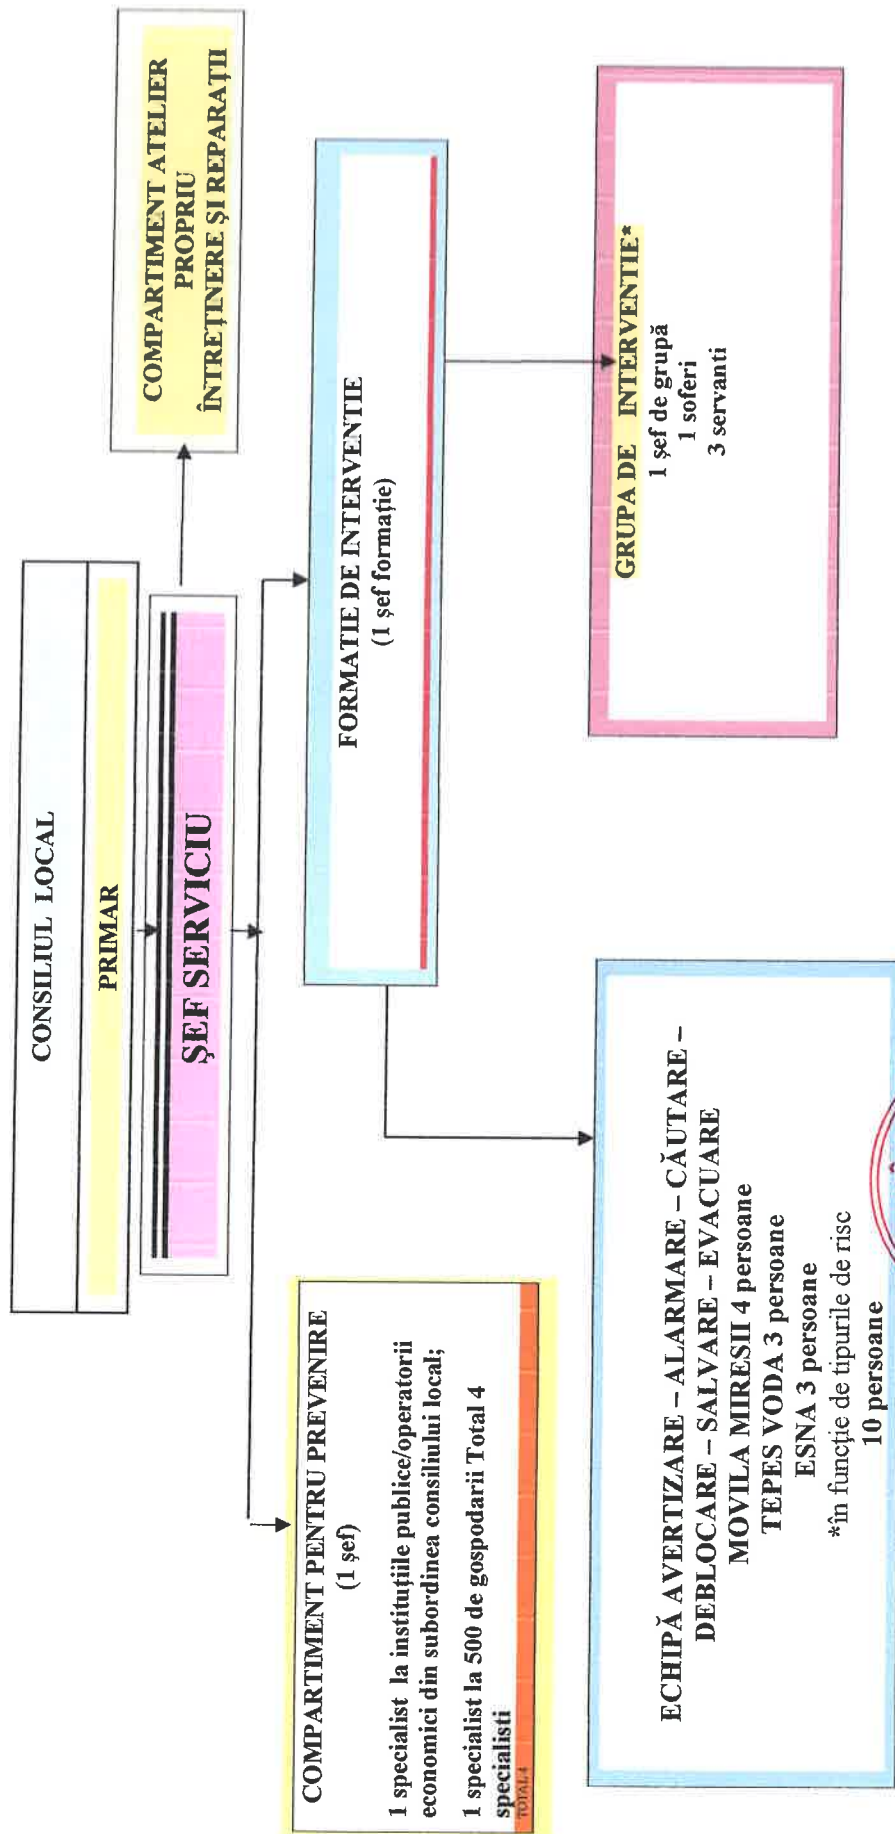 CONSILIUL LOCAL
PRIMAR
ŞEF SERVICIU
COMPARTIMENT ATELIER
PROPRIU
ÎNTREŢINERE ŞI REPARAŢII
COMPARTIMENT PENTRU PREVENIRE
(1 şef)
1 specialist la instituţiile publice/operatorii
economici din subordinea consiliului local;
1 specialist la 500 de gospodarii Total 4
specialisti
TOTAL 4
FORMATIE DE INTERVENTIE
(1 şef formaţie)
ECHIPĂ AVERTIZARE – ALARMARE – CĂUTARE –
DEBLOCARE – SALVARE – EVACUARE
MOVILA MIRESII 4 persoane
TEPES VODA 3 persoane
ESNA 3 persoane
*în funcţie de tipurile de risc
10 persoane
GRUPA DE INTERVENTIE*
1 şef de grupă
1 soferi
3 servanti